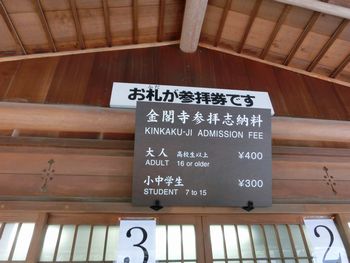 お札が参拝券です
金閣寺参拝志納料
KINKAKU-JI ADMISSION FEE
大人 高校生以上 ¥400
ADULT 16 or older
小中学生 ¥300
STUDENT 7 to 15
3 2